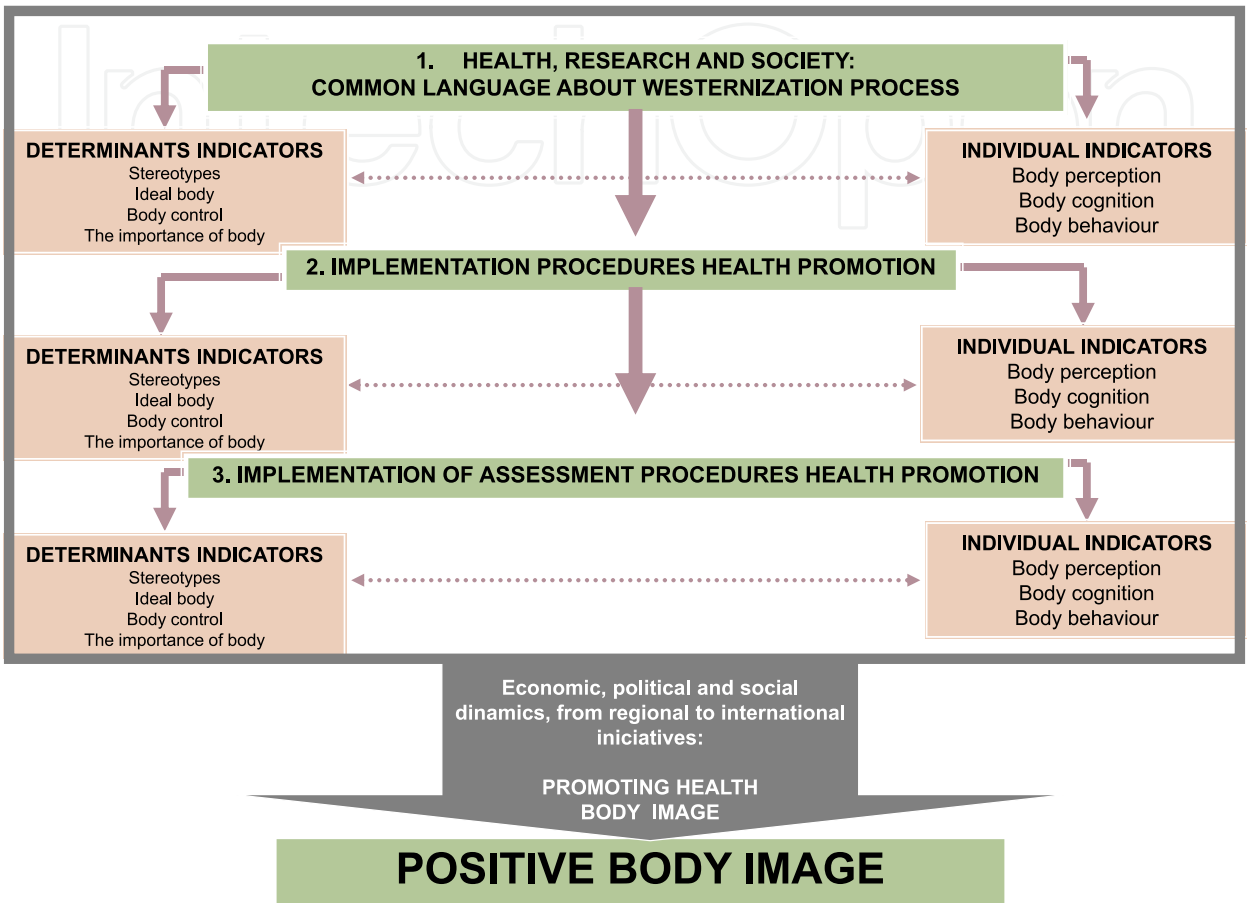 IntechOpen
1. HEALTH, RESEARCH AND SOCIETY:
COMMON LANGUAGE ABOUT WESTERNIZATION PROCESS
DETERMINANTS INDICATORS
Stereotypes
Ideal body
Body control
The importance of body
INDIVIDUAL INDICATORS
Body perception
Body cognition
Body behaviour
2. IMPLEMENTATION PROCEDURES HEALTH PROMOTION
DETERMINANTS INDICATORS
Stereotypes
Ideal body
Body control
The importance of body
INDIVIDUAL INDICATORS
Body perception
Body cognition
Body behaviour
3. IMPLEMENTATION OF ASSESSMENT PROCEDURES HEALTH PROMOTION
DETERMINANTS INDICATORS
Stereotypes
Ideal body
Body control
The importance of body
INDIVIDUAL INDICATORS
Body perception
Body cognition
Body behaviour
Economic, political and social
dinamics, from regional to international
iniciatives:
PROMOTING HEALTH
BODY IMAGE
POSITIVE BODY IMAGE